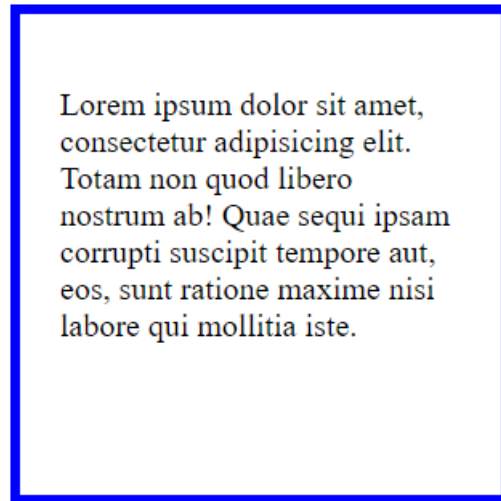 Lorem ipsum dolor sit amet,
consectetur adipisicing elit.
Totam non quod libero
nostrum ab! Quae sequi ipsam
corrupti suscipit tempore aut,
eos, sunt ratione maxime nisi
labore qui mollitia iste.